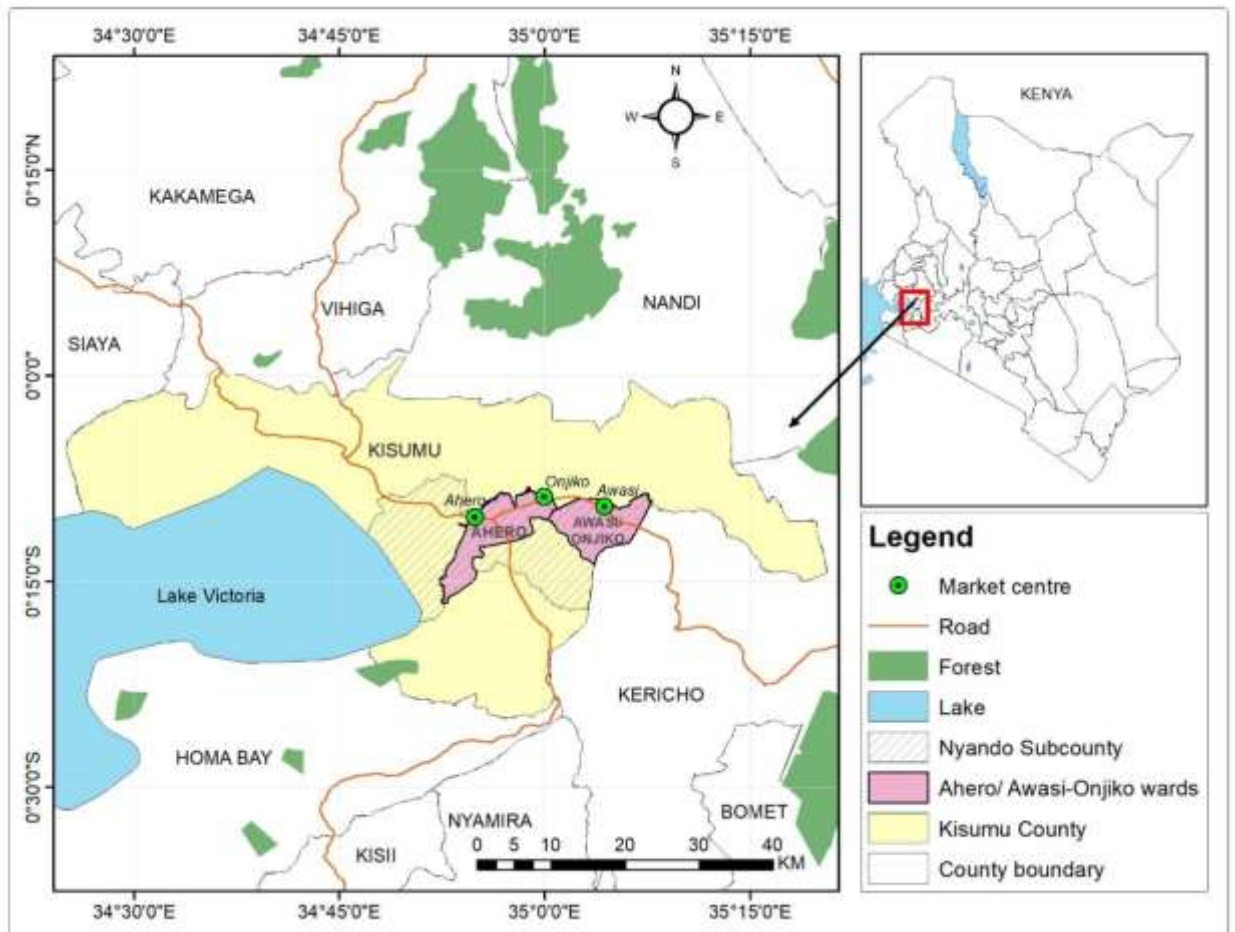 34°30'0"E 34°45'0"E 35°0'0"E 35°15'0"E
N
W E
S
KENYA
0°15'0"N
KAKAMEGA
VIHIGA
NANDI
SIAYA
0°0'0"
KISUMU
Onjiko
Awasi
Ahero
AHERO
AWASI
ONJIKO
0°15'0"S
Lake Victoria
KERICHO
HOMA BAY
0°30'0"S
NYAMIRA
BOMET
KISII
0 5 10 20 30 40
KM
34°30'0"E 34°45'0"E 35°0'0"E 35°15'0"E
Legend
Market centre
Road
Forest
Lake
Nyando Subcounty
Ahero/ Awasi-Onjiko wards
Kisumu County
County boundary